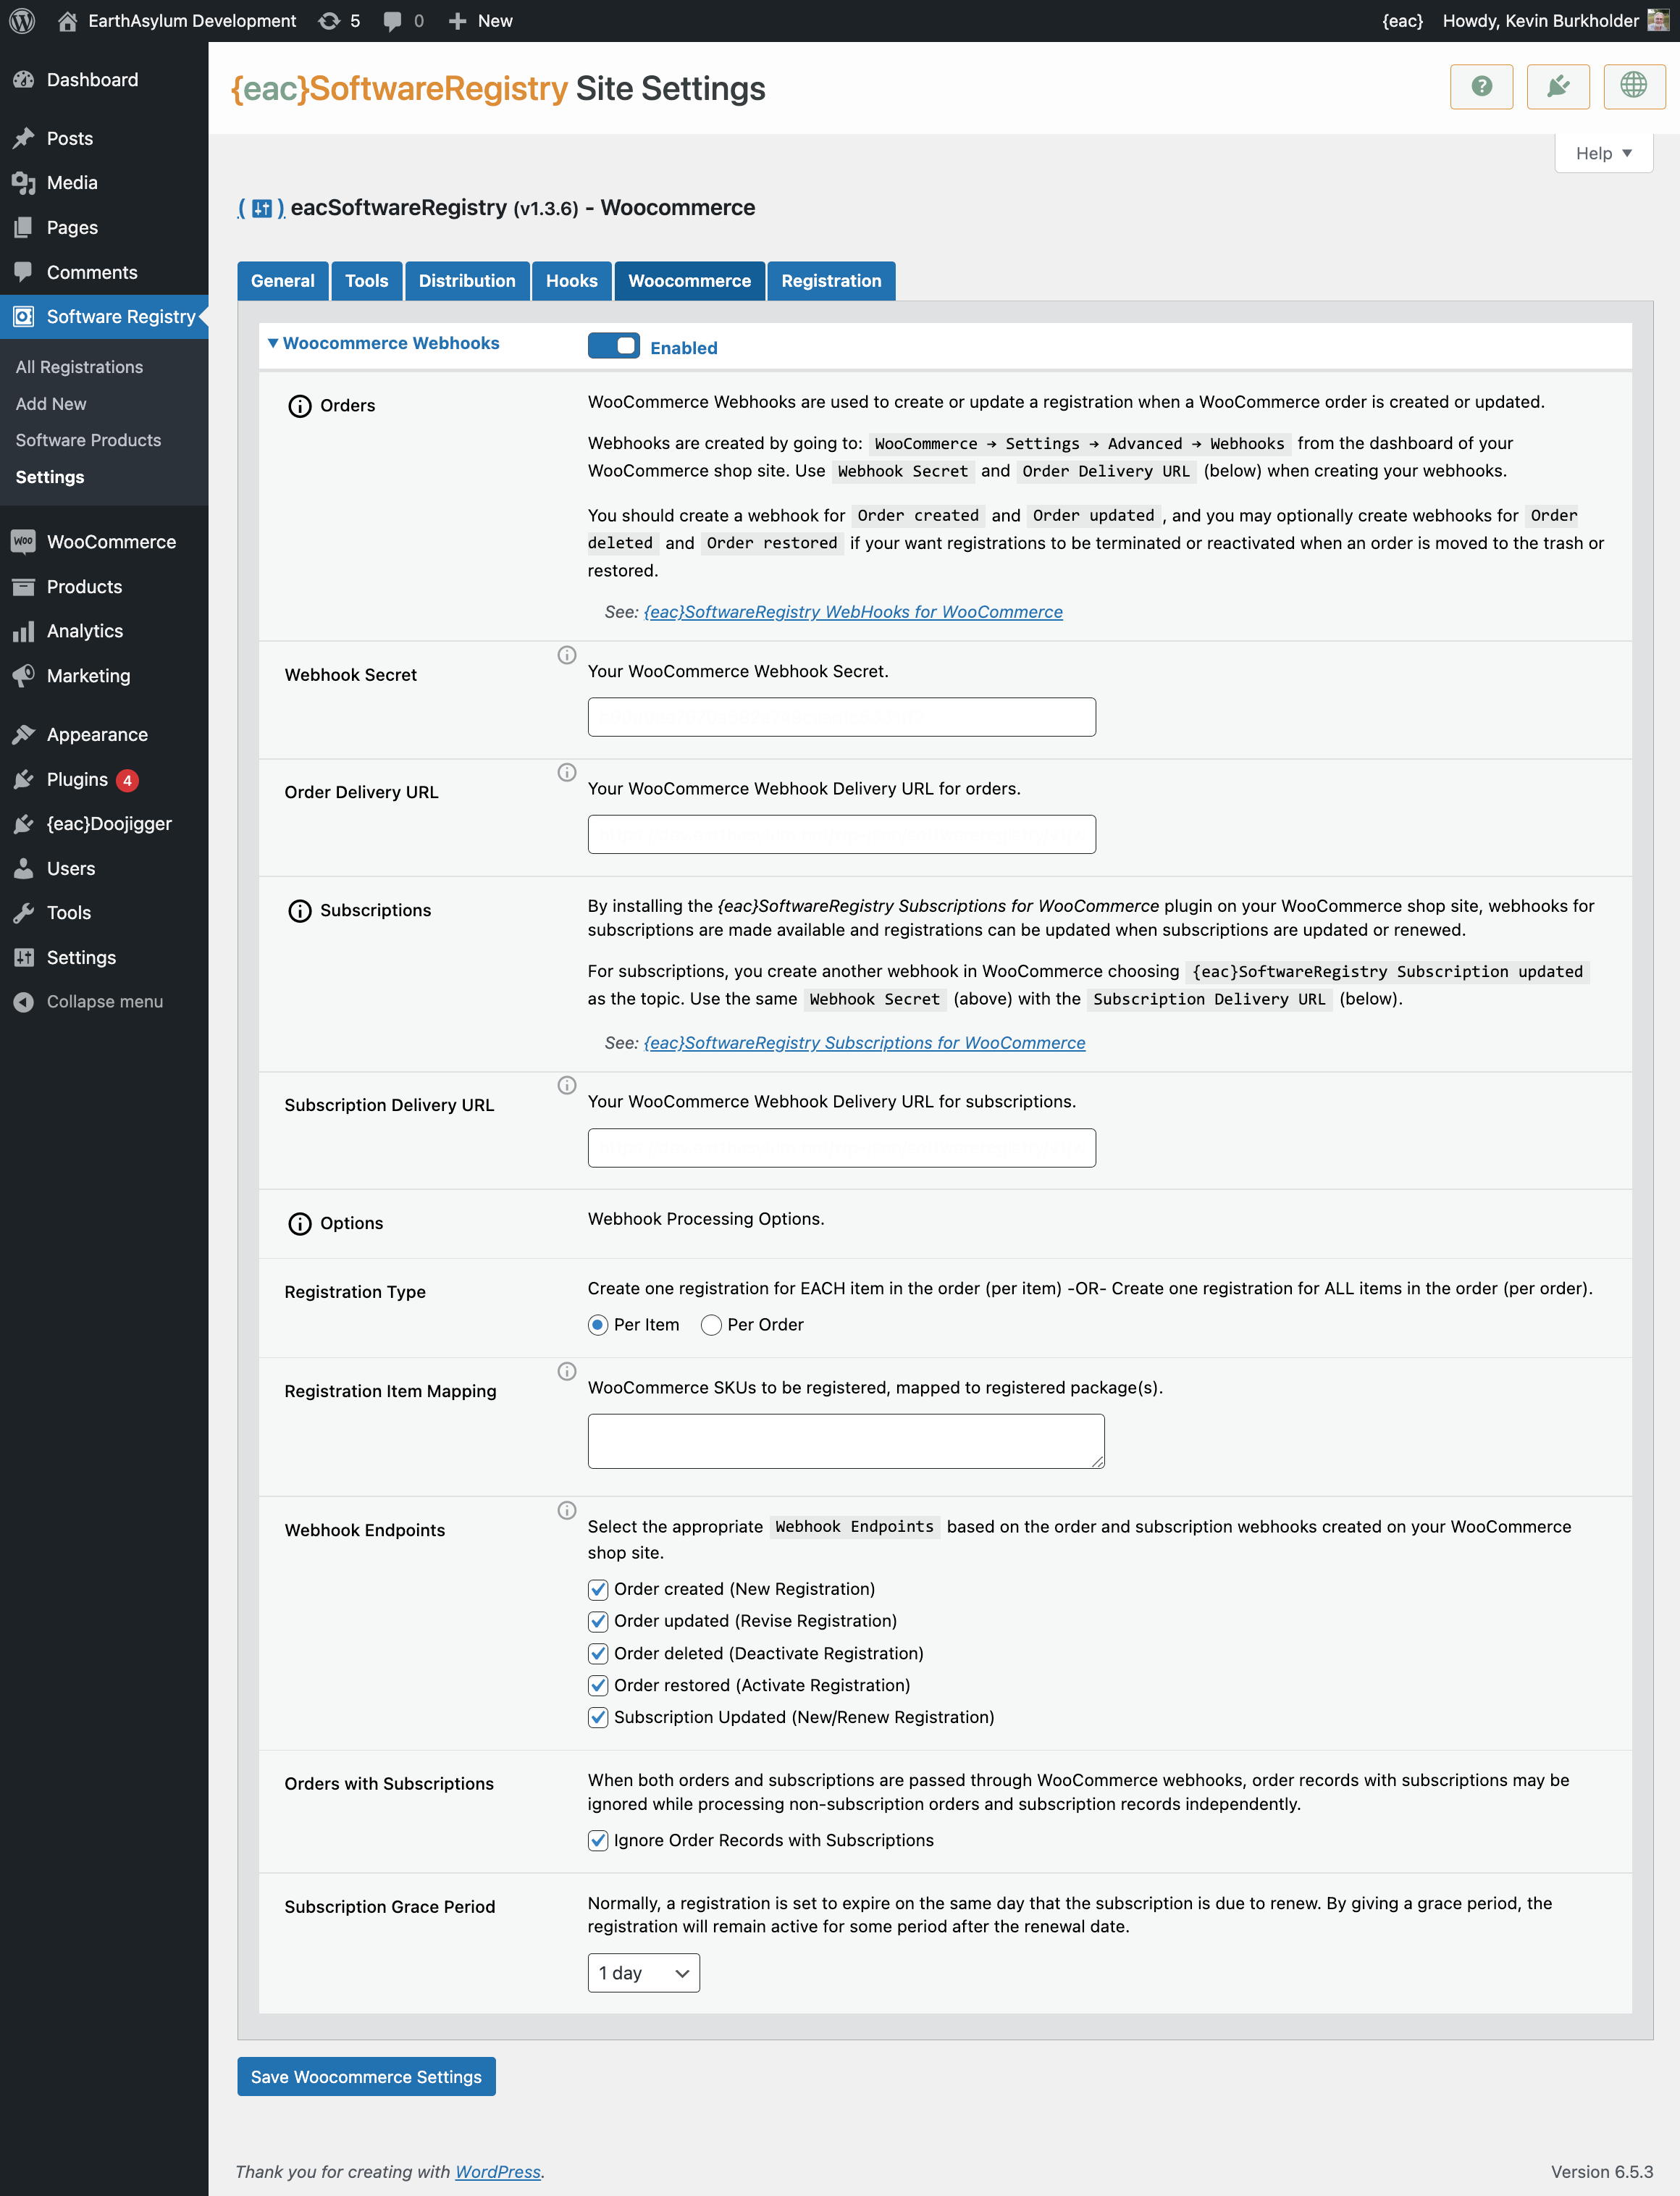 EarthAsylum Development 5 0 New {eac} Howdy, Kevin Burkholder
Dashboard
Posts
Media
Pages
Comments
Software Registry
All Registrations
Add New
Software Products
Settings
WooCommerce
Products
Analytics
Marketing
Appearance
Plugins 4
{eac}Doojigger
Users
Tools
Settings
Collapse menu
{eac}SoftwareRegistry Site Settings
Help
eacSoftwareRegistry (v1.3.6) - Woocommerce
General Tools Distribution Hooks Woocommerce Registration
Woocommerce Webhooks Enabled
Orders
WooCommerce Webhooks are used to create or update a registration when a WooCommerce order is created or updated.
Webhooks are created by going to: WooCommerce → Settings → Advanced → Webhooks from the dashboard of your
WooCommerce shop site. Use Webhook Secret and Order Delivery URL (below) when creating your webhooks.
You should create a webhook for Order created and Order updated , and you may optionally create webhooks for Order
deleted and Order restored if your want registrations to be terminated or reactivated when an order is moved to the trash or
restored.
See: {eac}SoftwareRegistry WebHooks for WooCommerce
Webhook Secret
Your WooCommerce Webhook Secret.
Order Delivery URL
Your WooCommerce Webhook Delivery URL for orders.
Subscriptions
By installing the {eac}SoftwareRegistry Subscriptions for WooCommerce plugin on your WooCommerce shop site, webhooks for
subscriptions are made available and registrations can be updated when subscriptions are updated or renewed.
For subscriptions, you create another webhook in WooCommerce choosing {eac}SoftwareRegistry Subscription updated
as the topic. Use the same Webhook Secret (above) with the Subscription Delivery URL (below).
See: {eac}SoftwareRegistry Subscriptions for WooCommerce
Subscription Delivery URL
Your WooCommerce Webhook Delivery URL for subscriptions.
Options
Webhook Processing Options.
Registration Type
Create one registration for EACH item in the order (per item) -OR- Create one registration for ALL items in the order (per order).
Per Item Per Order
Registration Item Mapping
WooCommerce SKUs to be registered, mapped to registered package(s).
Webhook Endpoints
Select the appropriate Webhook Endpoints based on the order and subscription webhooks created on your WooCommerce
shop site.
Order created (New Registration)
Order updated (Revise Registration)
Order deleted (Deactivate Registration)
Order restored (Activate Registration)
Subscription Updated (New/Renew Registration)
Orders with Subscriptions
When both orders and subscriptions are passed through WooCommerce webhooks, order records with subscriptions may be
ignored while processing non-subscription orders and subscription records independently.
Ignore Order Records with Subscriptions
Subscription Grace Period
Normally, a registration is set to expire on the same day that the subscription is due to renew. By giving a grace period, the
registration will remain active for some period after the renewal date.
1 day
Save Woocommerce Settings
Thank you for creating with WordPress.
Version 6.5.3